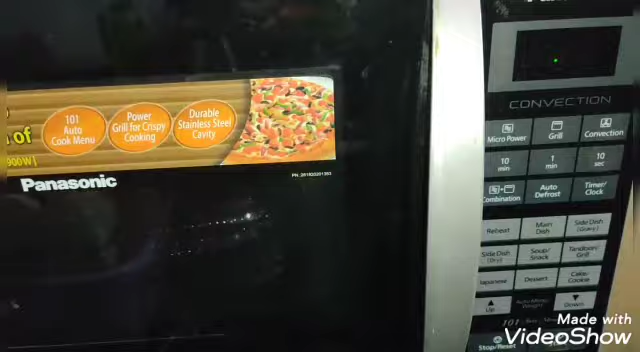 of
900W|
101
Auto
Cook Menu
Power
Grill for Crispy
Cooking
Durable
Stainless Steel
Cavity
Panasonic
CONVECTION
Micro Power
Grill
Convection
10
min
1
min
10
sec
Combination
Auto
Defrost
Timer/
Clock
Reheat
Main
Dish
Side Dish
(Gravy)
Side Dish
(Dry)
Soup/
Snack
Tandoori/
Grill
Japanese
Dessert
Cake/
Cookie
Up
Auto Menu/
Weight
Down
101
Stop/Reset
Made with
VideoShow